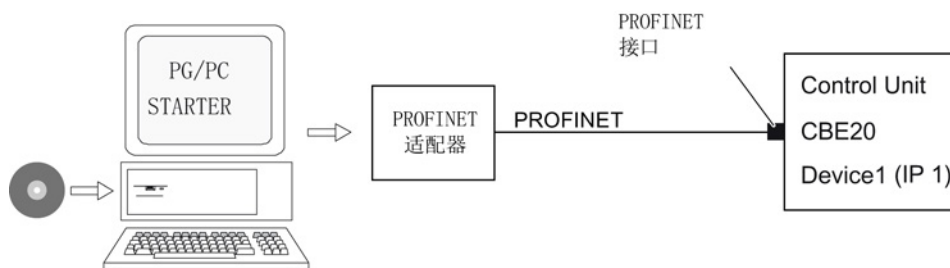 PG/PC
STARTER
PROFINET
适配器
PROFINET
PROFINET
接口
Control Unit
CBE20
Device1 (IP 1)